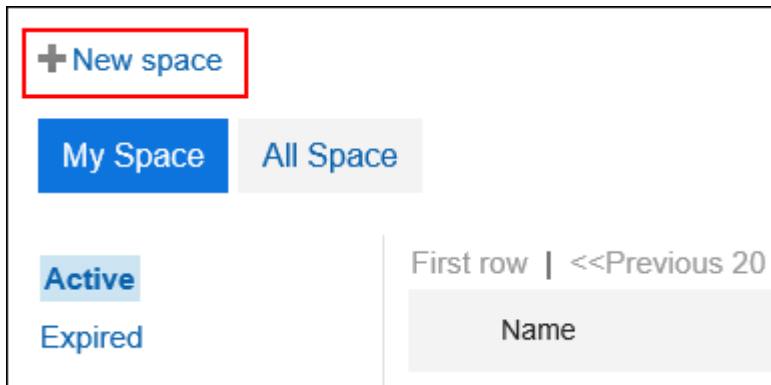 New space
My Space All Space
Active
Expired
First row | <<Previous 20
Name